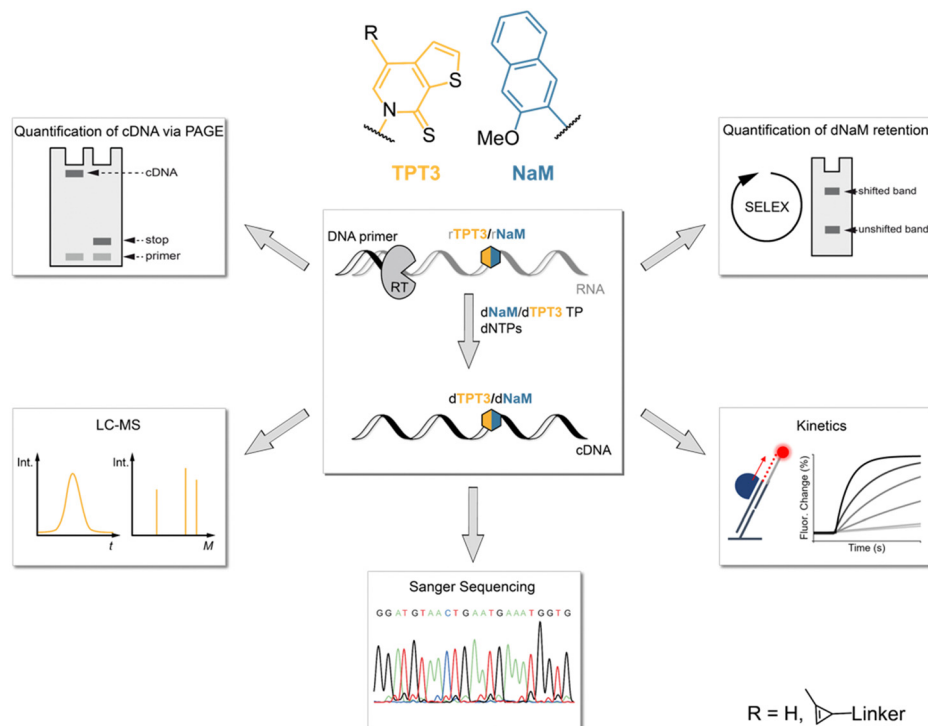 R
S
N
S
TPT3
MeO
NaM
Quantification of cDNA via PAGE
cDNA
stop
primer
Quantification of dNaM retention
SELEX
shifted band
unshifted band
DNA primer
rTPT3/rNaM
RT
RNA
dNaM/dTPT3 TP
dNTPs
dTPT3/dNaM
cDNA
LC-MS
Int.
Int.
t
M
Kinetics
Fluor. Change (%)
Time (s)
Sanger Sequencing
GGATGTAACTGAATGAAATGGTG
R = H, Linker